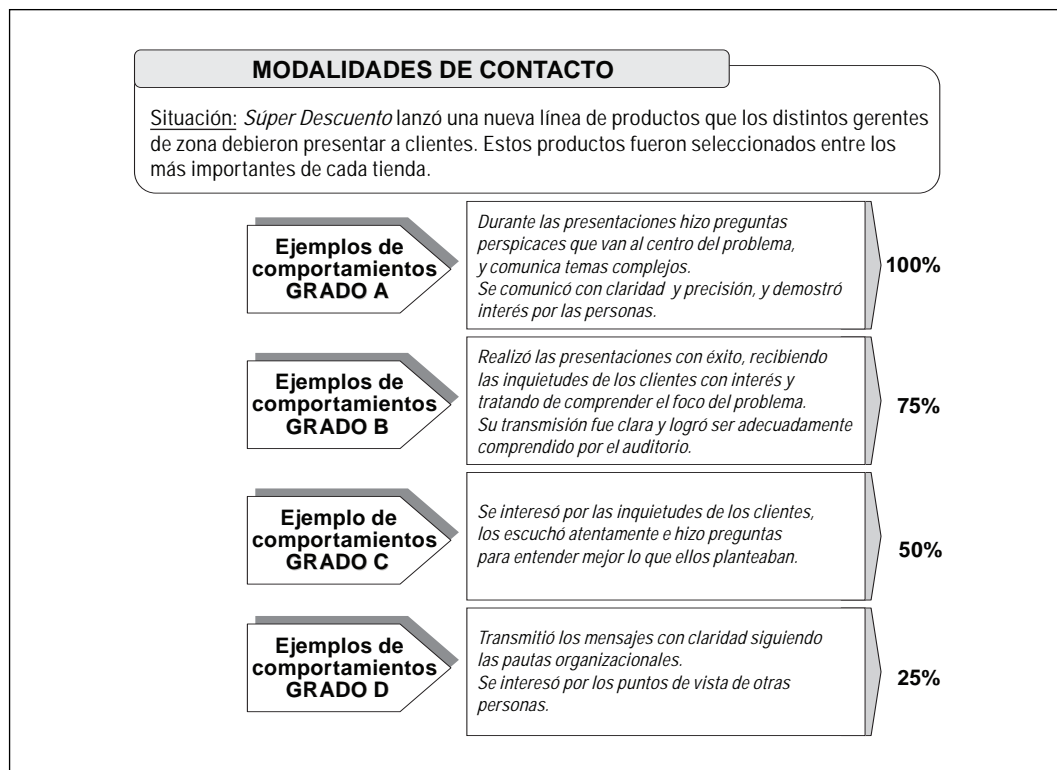 MODALIDADES DE CONTACTO
Situación: Súper Descuento lanzó una nueva línea de productos que los distintos gerentes
de zona debieron presentar a clientes. Estos productos fueron seleccionados entre los
más importantes de cada tienda.
Ejemplos de
comportamientos
GRADO A
Durante las presentaciones hizo preguntas
perspicaces que van al centro del problema,
y comunica temas complejos.
Se comunicó con claridad y precisión, y demostró
interés por las personas.
100%
Ejemplos de
comportamientos
GRADO B
Realizó las presentaciones con éxito, recibiendo
las inquietudes de los clientes con interés y
tratando de comprender el foco del problema.
Su transmisión fue clara y logró ser adecuadamente
comprendido por el auditorio.
75%
Ejemplo de
comportamientos
GRADO C
Se interesó por las inquietudes de los clientes,
los escuchó atentamente e hizo preguntas
para entender mejor lo que ellos planteaban.
50%
Ejemplos de
comportamientos
GRADO D
Transmitió los mensajes con claridad siguiendo
las pautas organizacionales.
Se interesó por los puntos de vista de otras
personas.
25%